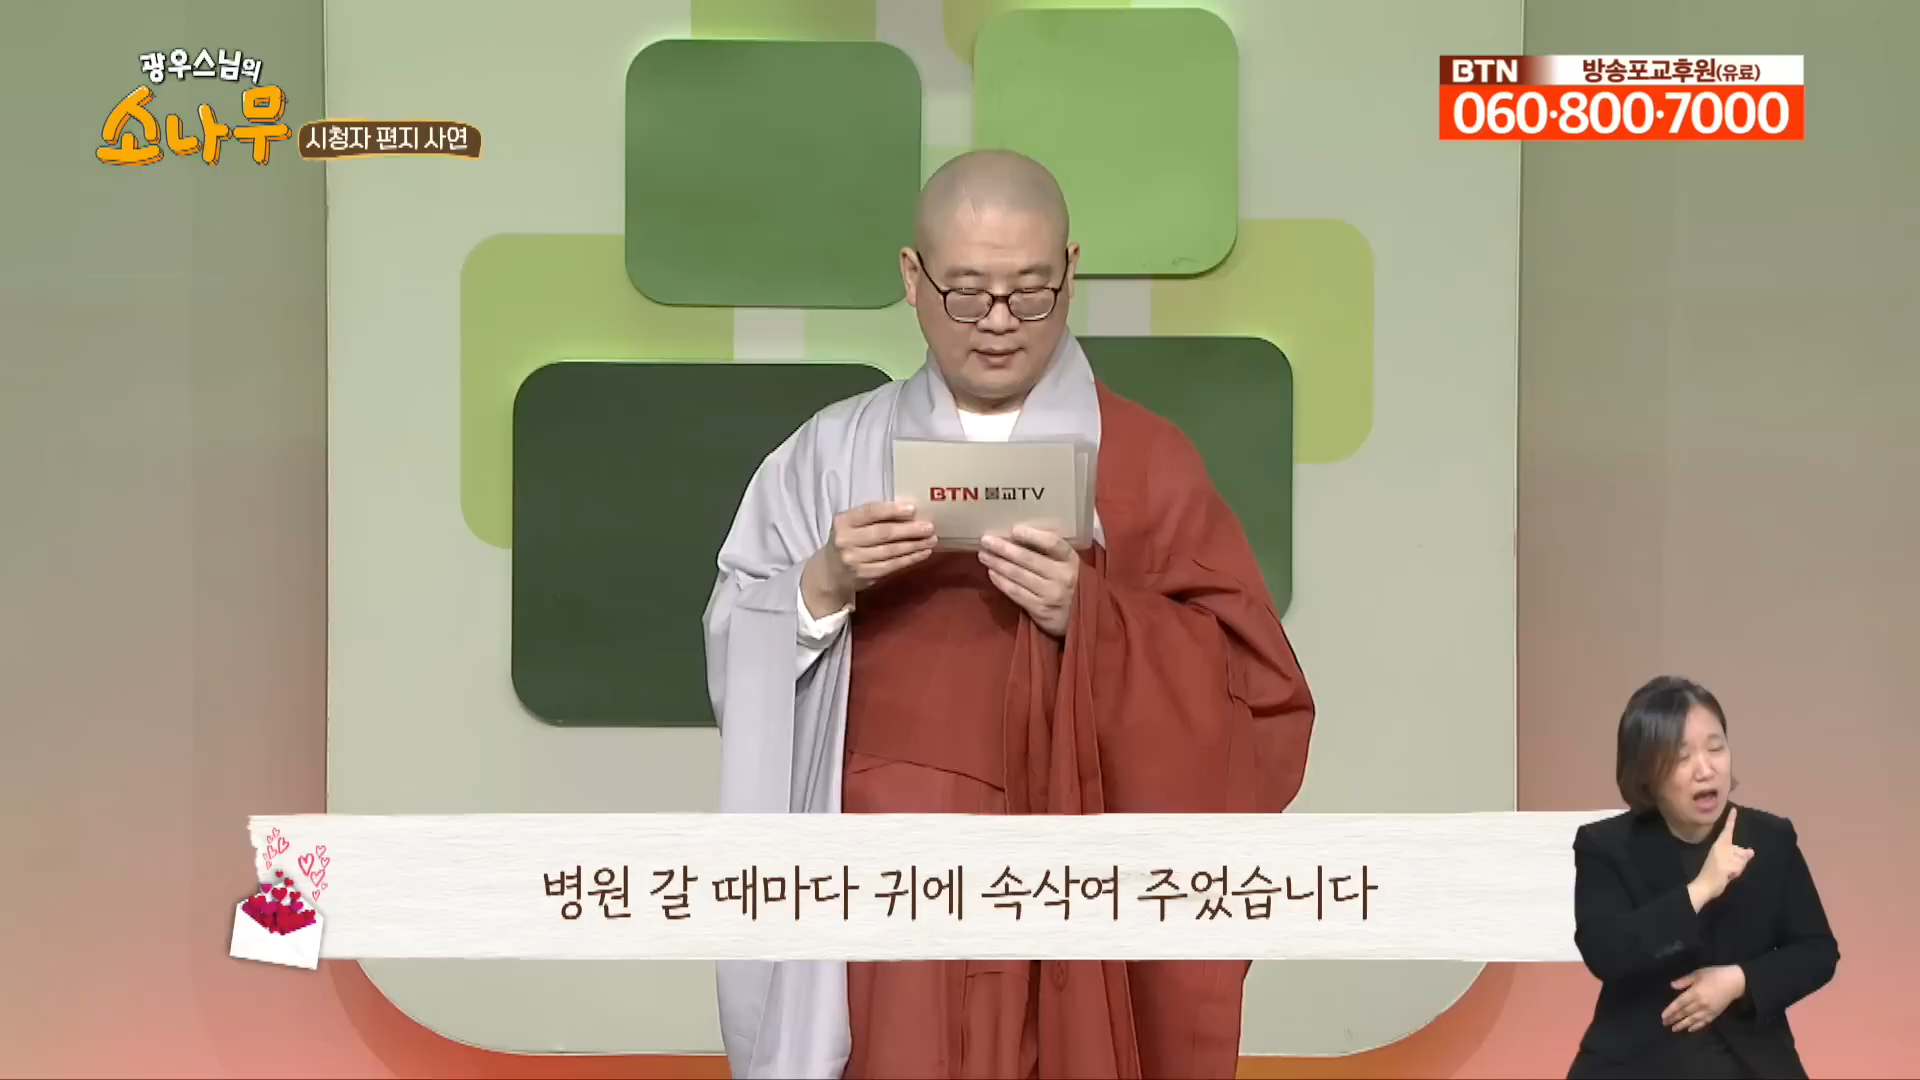 광우스님의
소나무
시청자 편지 사연
BTN 방송포교후원(유료)
060·800·7000
BTN 불교TV
병원 갈 때마다 귀에 속삭여 주었습니다